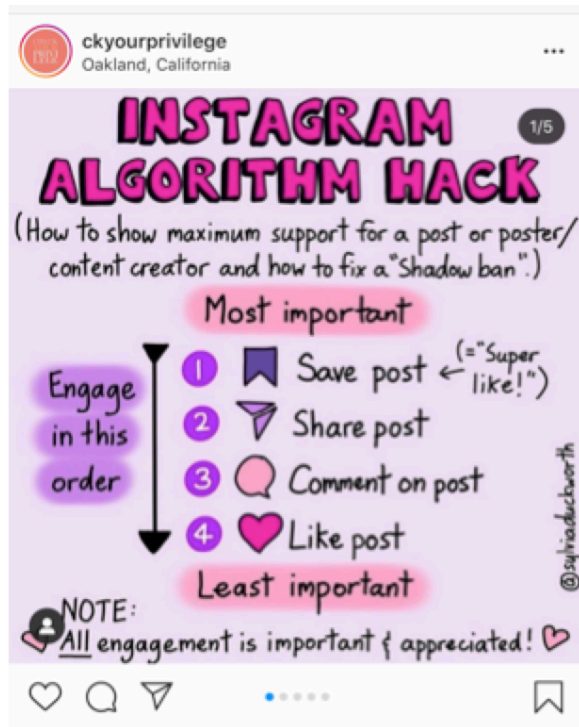 ckyourprivilege
Oakland, California
INSTAGRAM
1/5
ALGORITHM HACK
(How to show maximum support for a post or poster/
content creator and how to fix a "Shadow ban".)
Most important
Engage
in this
order
1 Save post (="Super
like!")
2 Share post
3 Comment on post
4 Like post
Least important
@sylviaduckworth
NOTE:
All engagement is important & appreciated!